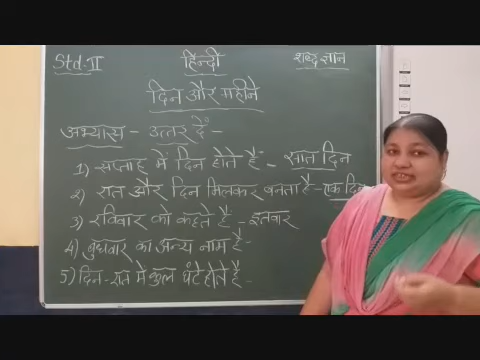 Std-II
हिन्दी
शब्द ज्ञान
दिन और महीने
अभ्यास - उत्तर दें -
1) सप्ताह में दिन होते हैं - सात दिन
2) रात और दिन मिलकर बनता है - एक दिन
3) रविवार को कहते हैं - इतवार
4) बुधवार का अन्य नाम है -
5) दिन - रात में कुल घंटे होते हैं -